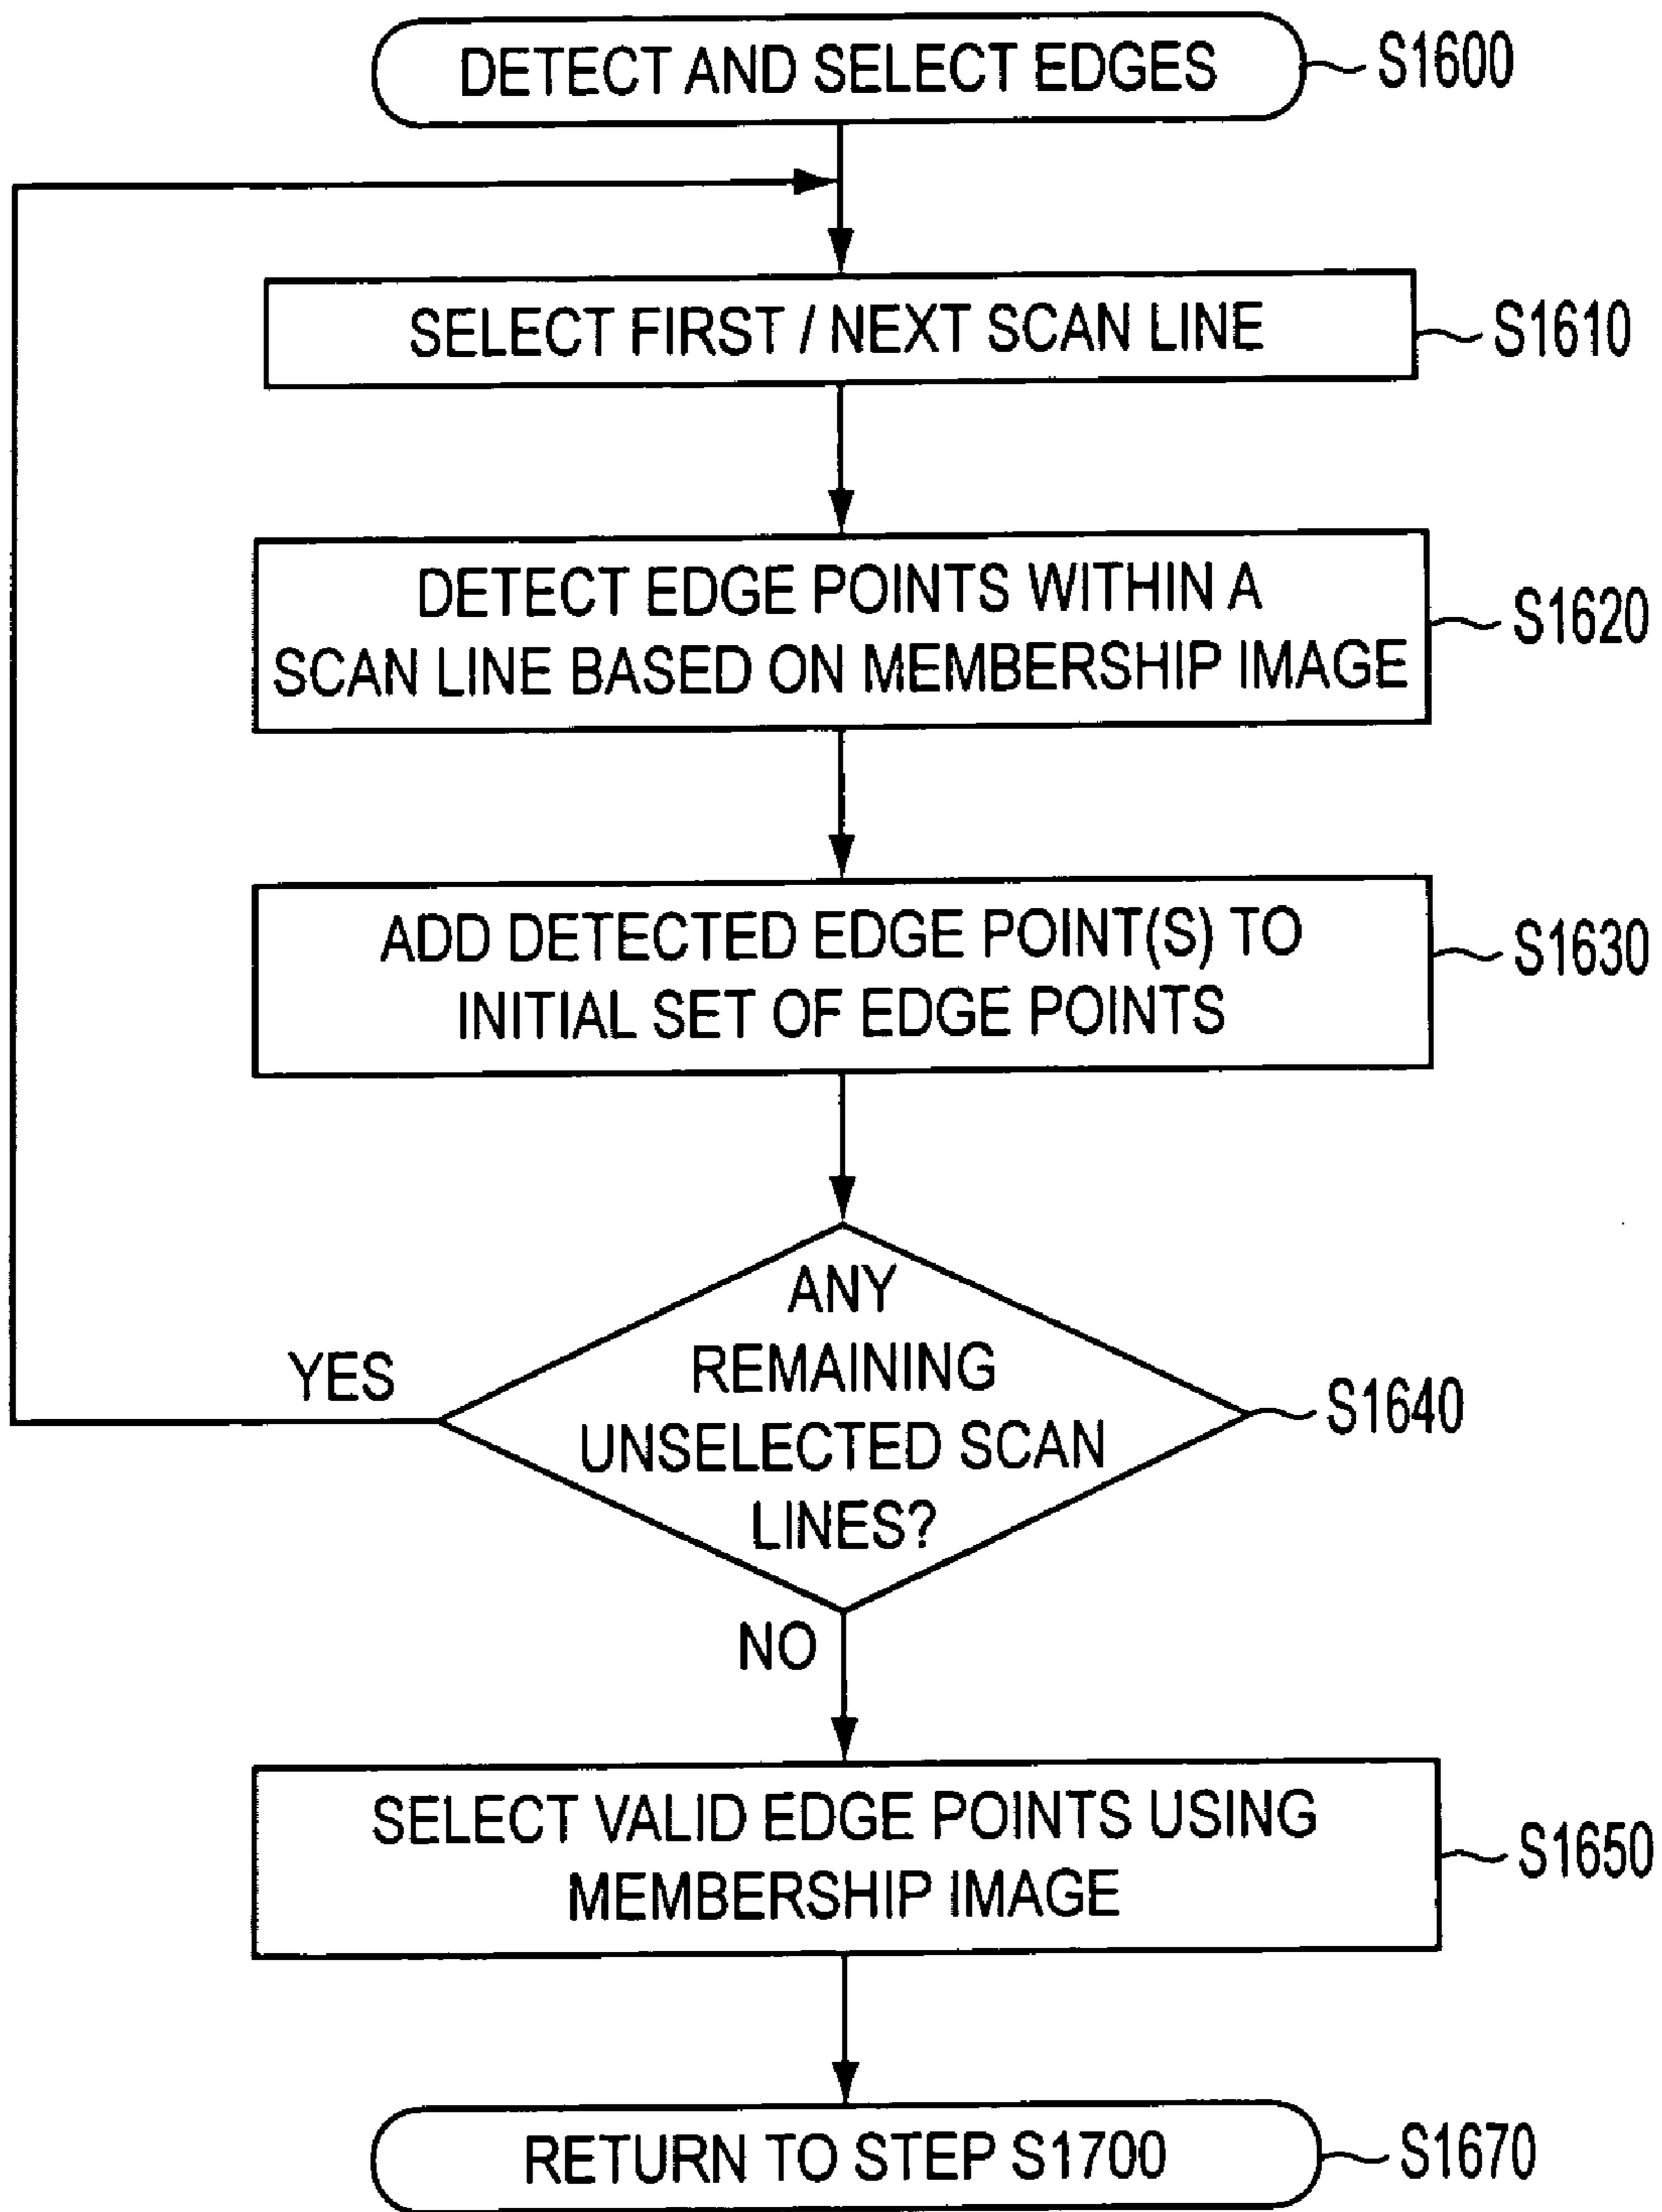 DETECT AND SELECT EDGES
S1600
SELECT FIRST / NEXT SCAN LINE
S1610
DETECT EDGE POINTS WITHIN A
SCAN LINE BASED ON MEMBERSHIP IMAGE
S1620
ADD DETECTED EDGE POINT(S) TO
INITIAL SET OF EDGE POINTS
S1630
ANY
REMAINING
UNSELECTED SCAN
LINES?
YES
S1640
NO
SELECT VALID EDGE POINTS USING
MEMBERSHIP IMAGE
S1650
RETURN TO STEP S1700
S1670